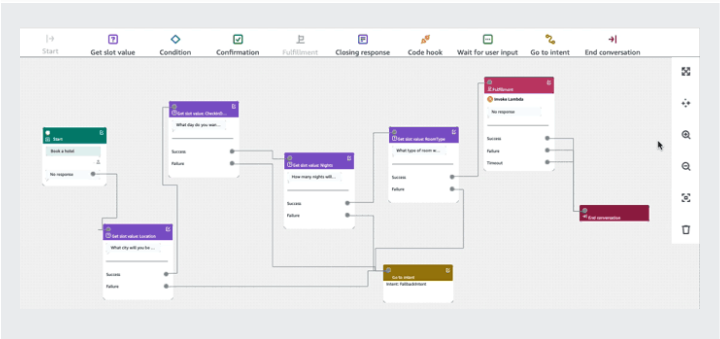 Start
Get slot value
Condition
Confirmation
Fulfillment
Closing response
Code hook
Wait for user input
Go to intent
End conversation
Start
Book a hotel
No response
Get slot value: Location
What city will you be ...
Success
Failure
Get slot value: CheckInD...
What day do you wan...
Success
Failure
Get slot value: Nights
How many nights will...
Success
Failure
Get slot value: RoomType
What type of room w...
Success
Failure
Go to intent
Intent: FallbackIntent
Fulfillment
Invoke Lambda
No response
Success
Failure
Timeout
End conversation